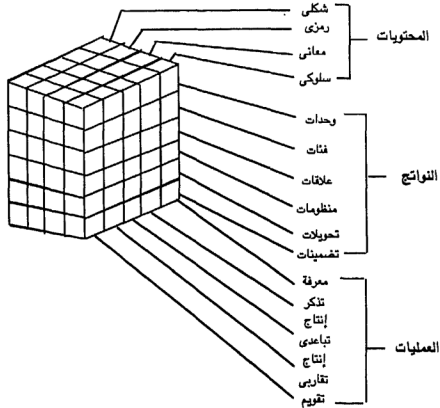 شكلى
رمزى
معانى
سلوكى
المحتويات
وحدات
فئات
علاقات
منظومات
تحويلات
تضمينات
النواتج
معرفة
تذكر
إنتاج
تباعدى
إنتاج
تقاربى
تقويم
العمليات